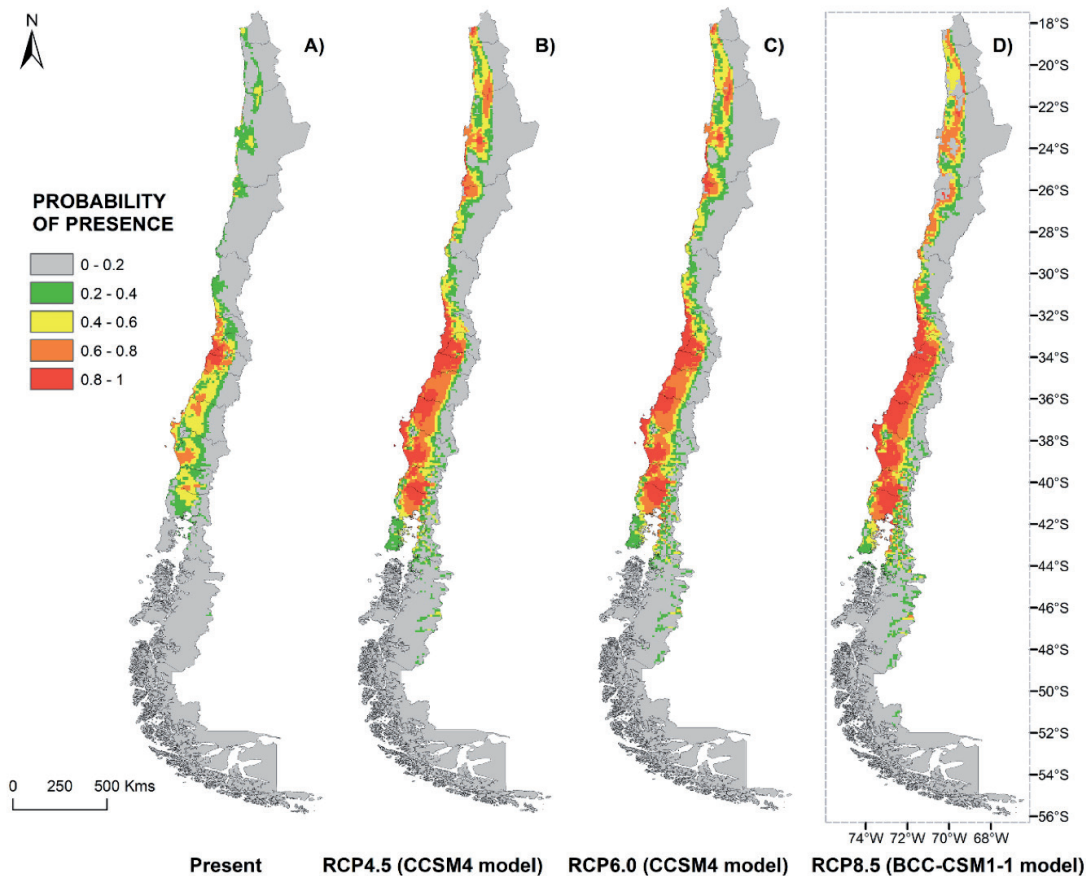 N
A)
B)
C)
D)
18°S
20°S
22°S
24°S
26°S
28°S
30°S
32°S
34°S
36°S
38°S
40°S
42°S
44°S
46°S
48°S
50°S
52°S
54°S
56°S
PROBABILITY
OF PRESENCE
0 - 0.2
0.2 - 0.4
0.4 - 0.6
0.6 - 0.8
0.8 - 1
0 250 500 Kms
74°W 72°W 70°W 68°W
Present
RCP4.5 (CCSM4 model)
RCP6.0 (CCSM4 model)
RCP8.5 (BCC-CSM1-1 model)